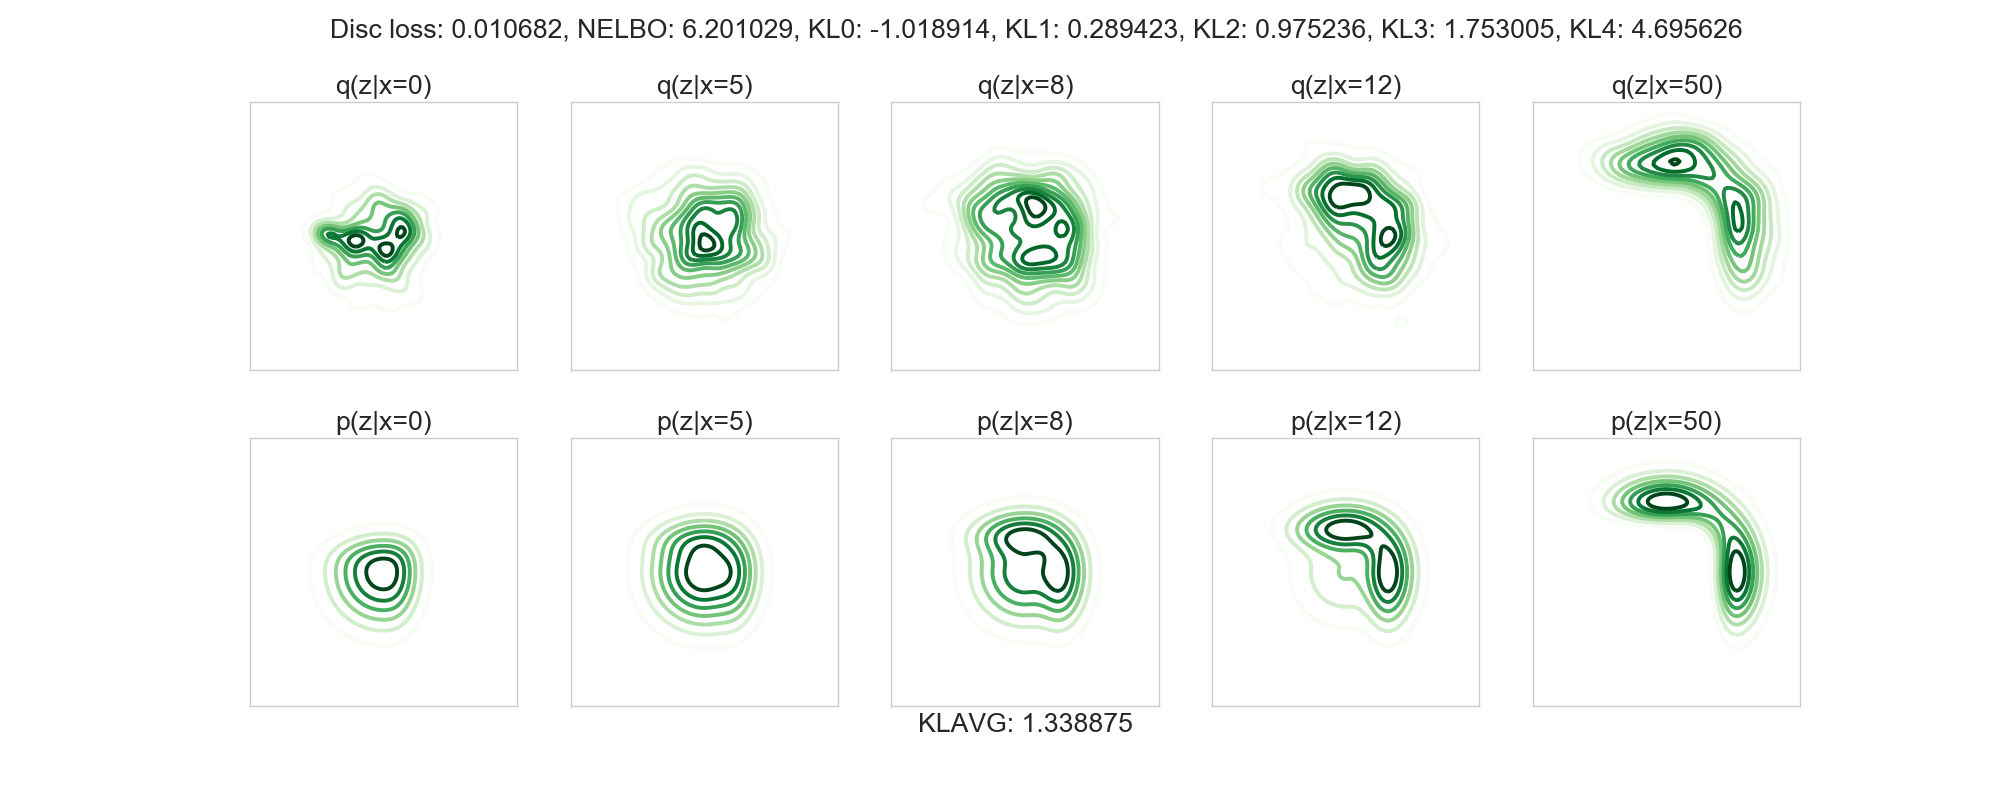 Disc loss: 0.010682, NELBO: 6.201029, KL0: -1.018914, KL1: 0.289423, KL2: 0.975236, KL3: 1.753005, KL4: 4.695626
q(z|x=0) q(z|x=5) q(z|x=8) q(z|x=12) q(z|x=50)
p(z|x=0) p(z|x=5) p(z|x=8) p(z|x=12) p(z|x=50)
KLAVG: 1.338875